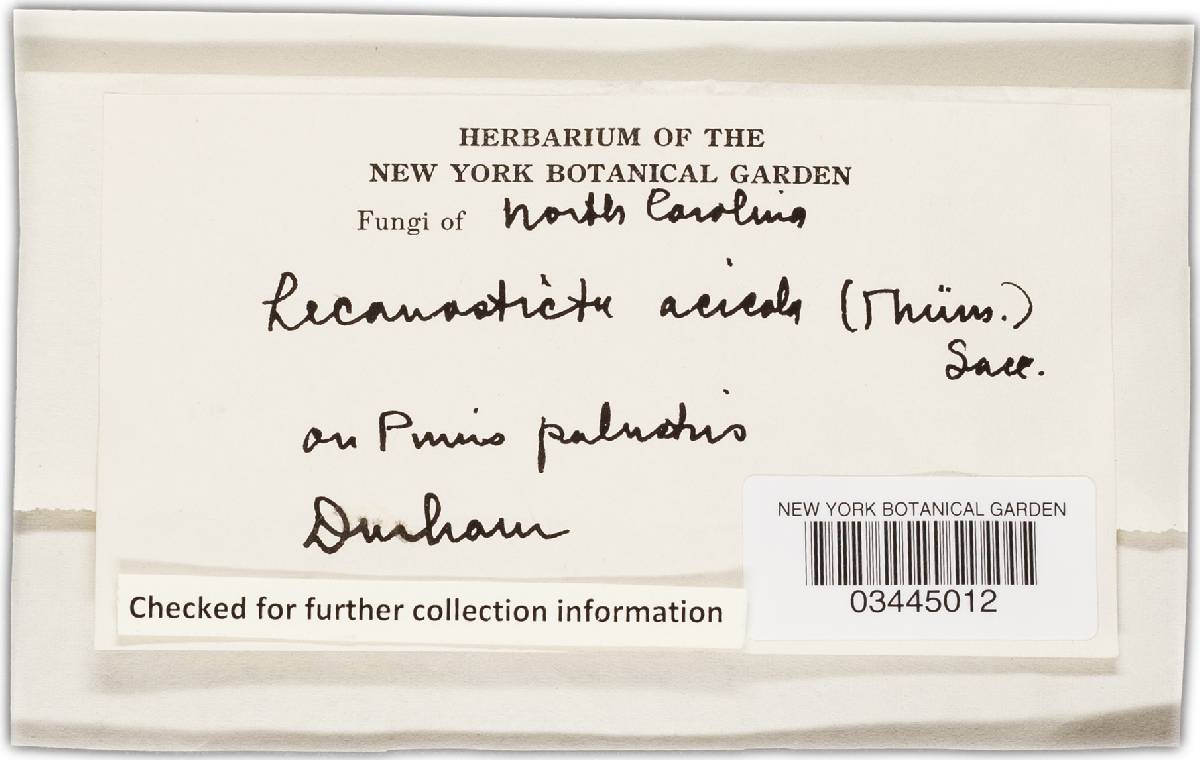 HERBARIUM OF THE
NEW YORK BOTANICAL GARDEN
Fungi of North Carolina
Lecanosticta acicola (Thüm.)
Sacc.
on Pinus palustris
Durham
NEW YORK BOTANICAL GARDEN
03445012
Checked for further collection information